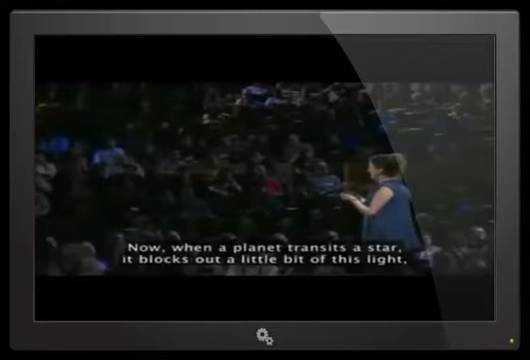 Now, when a planet transits a star,
it blocks out a little bit of this light,